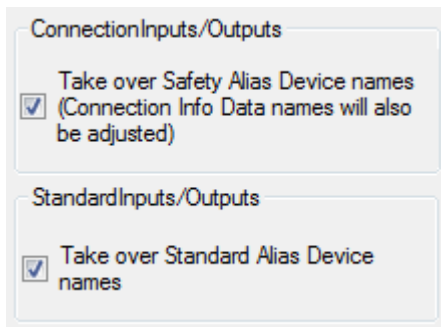 ConnectionInputs/Outputs
Take over Safety Alias Device names
(Connection Info Data names will also
be adjusted)
StandardInputs/Outputs
Take over Standard Alias Device
names